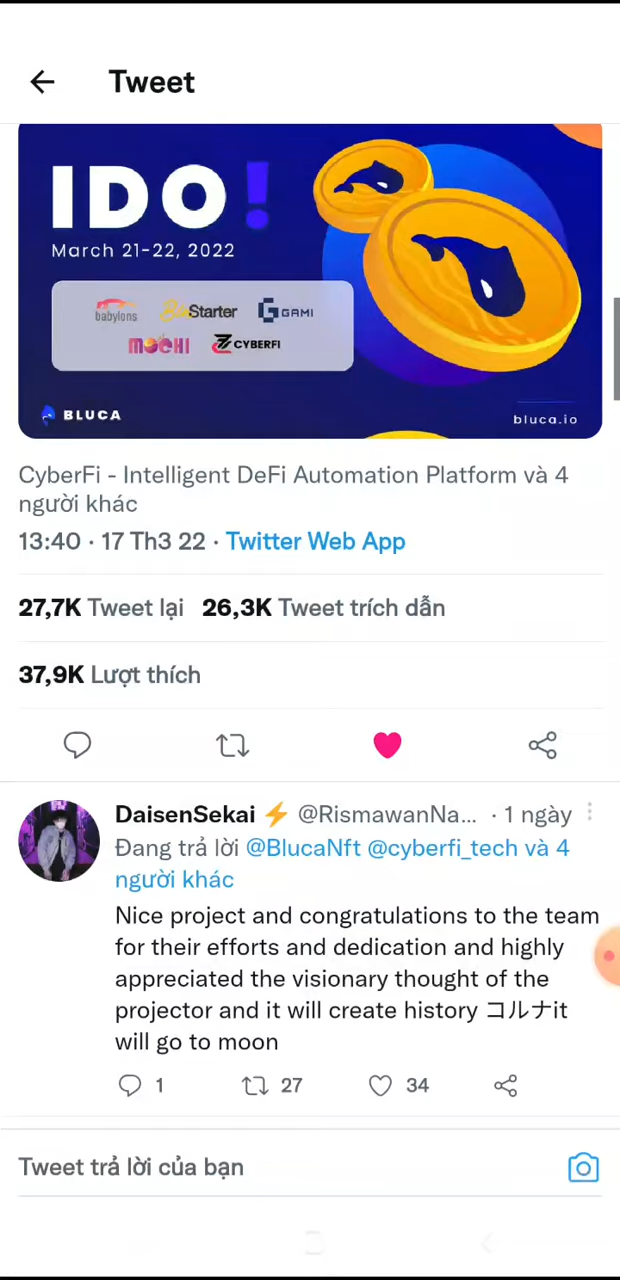 Tweet
IDO!
March 21-22, 2022
babylons BSCStarter GAMI
MOCHI CYBERFI
BLUCA
bluca.io
CyberFi - Intelligent DeFi Automation Platform và 4
người khác
13:40 · 17 Th3 22 · Twitter Web App
27,7K Tweet lại 26,3K Tweet trích dẫn
37,9K Lượt thích
DaisenSekai ⚡ @RismawanNa... · 1 ngày
Đang trả lời @BlucaNft @cyberfi_tech và 4
người khác
Nice project and congratulations to the team
for their efforts and dedication and highly
appreciated the visionary thought of the
projector and it will create history コルナit
will go to moon
1 27 34
Tweet trả lời của bạn